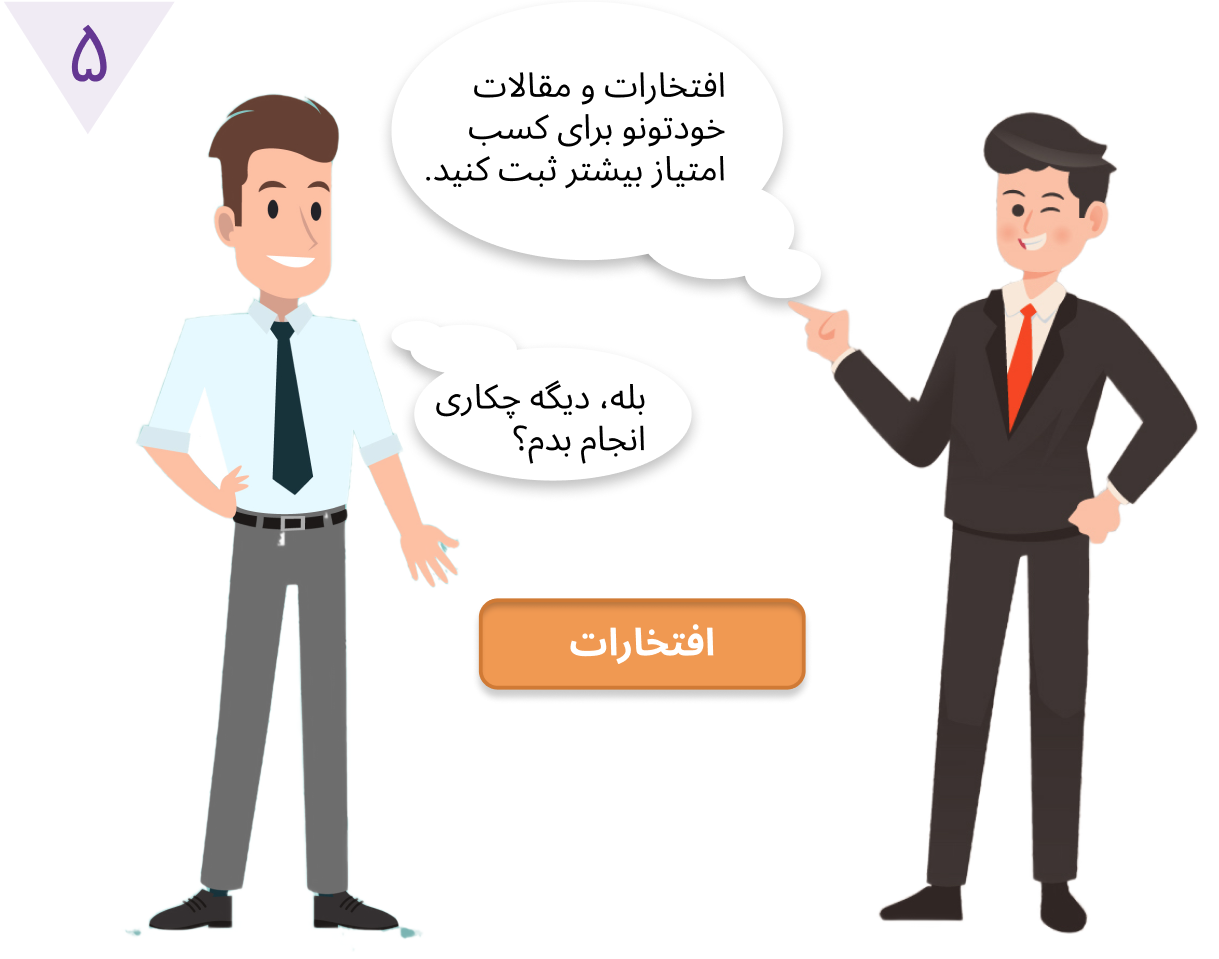 ۵
افتخارات و مقالات
خودتونو برای کسب
امتیاز بیشتر ثبت کنید.
بله، دیگه چکاری
انجام بدم؟
افتخارات